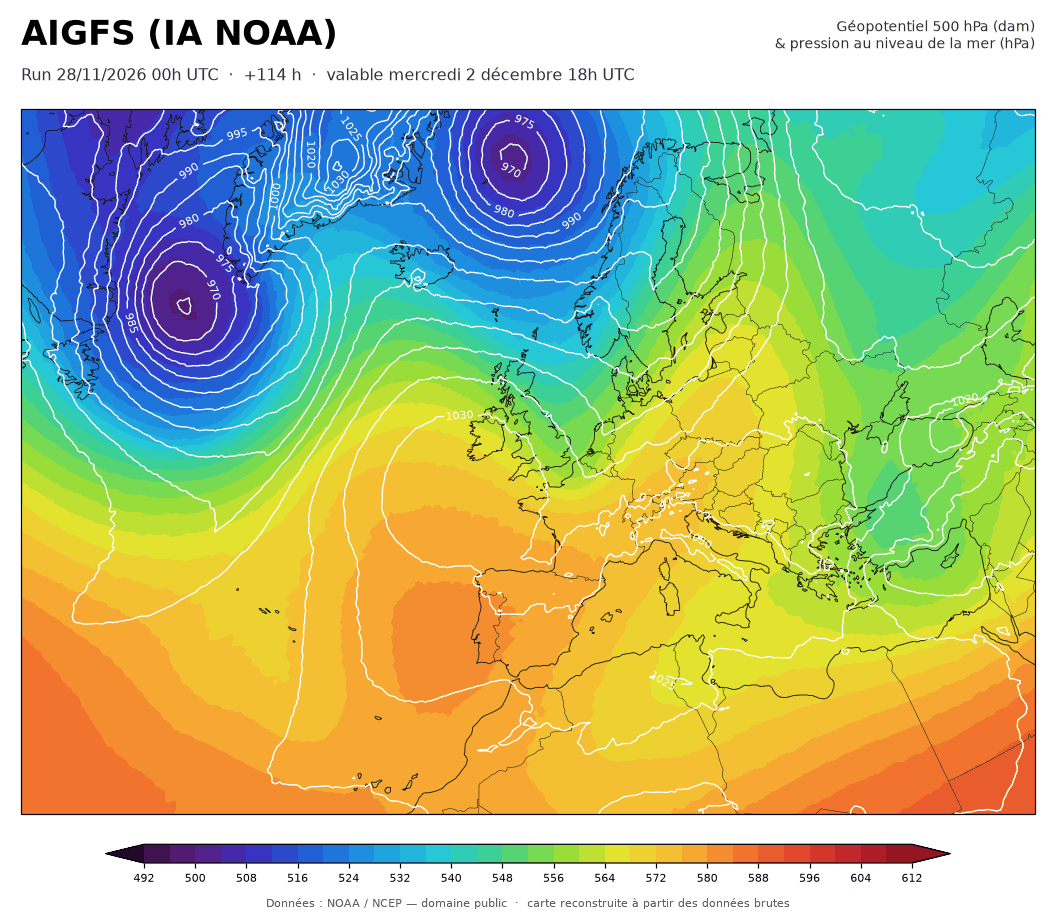 AIGFS (IA NOAA)
Géopotentiel 500 hPa (dam)
& pression au niveau de la mer (hPa)
Run 28/11/2026 00h UTC · +114 h · valable mercredi 2 décembre 18h UTC
995
1025
975
990
1020
970
1030
1000
980
980
990
975
970
985
1030
1020
1025
492 500 508 516 524 532 540 548 556 564 572 580 588 596 604 612
Données : NOAA / NCEP — domaine public · carte reconstruite à partir des données brutes